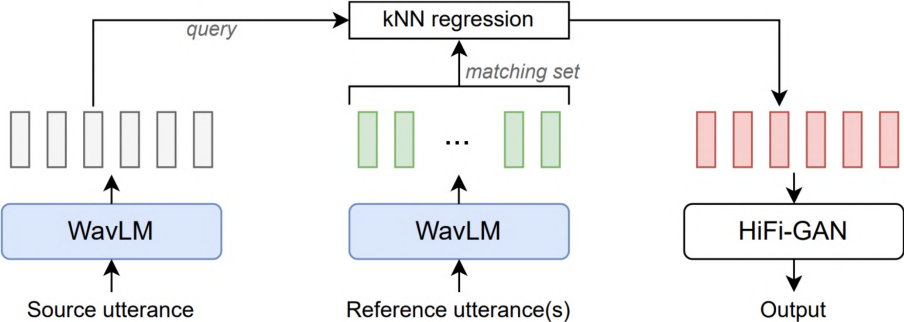 kNN regression
query
matching set
...
WavLM
WavLM
HiFi-GAN
Source utterance
Reference utterance(s)
Output